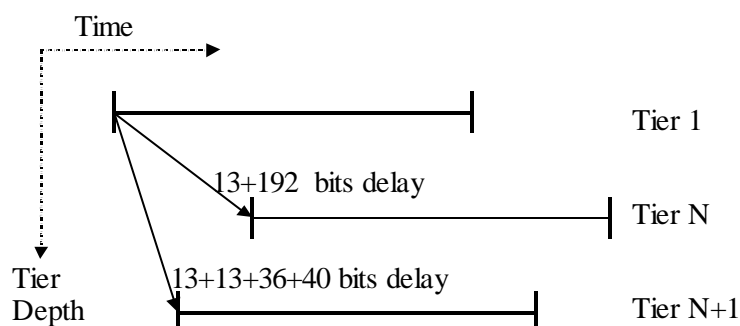 Time
Tier 1
13+192 bits delay
Tier N
13+13+36+40 bits delay
Tier
Depth
Tier N+1